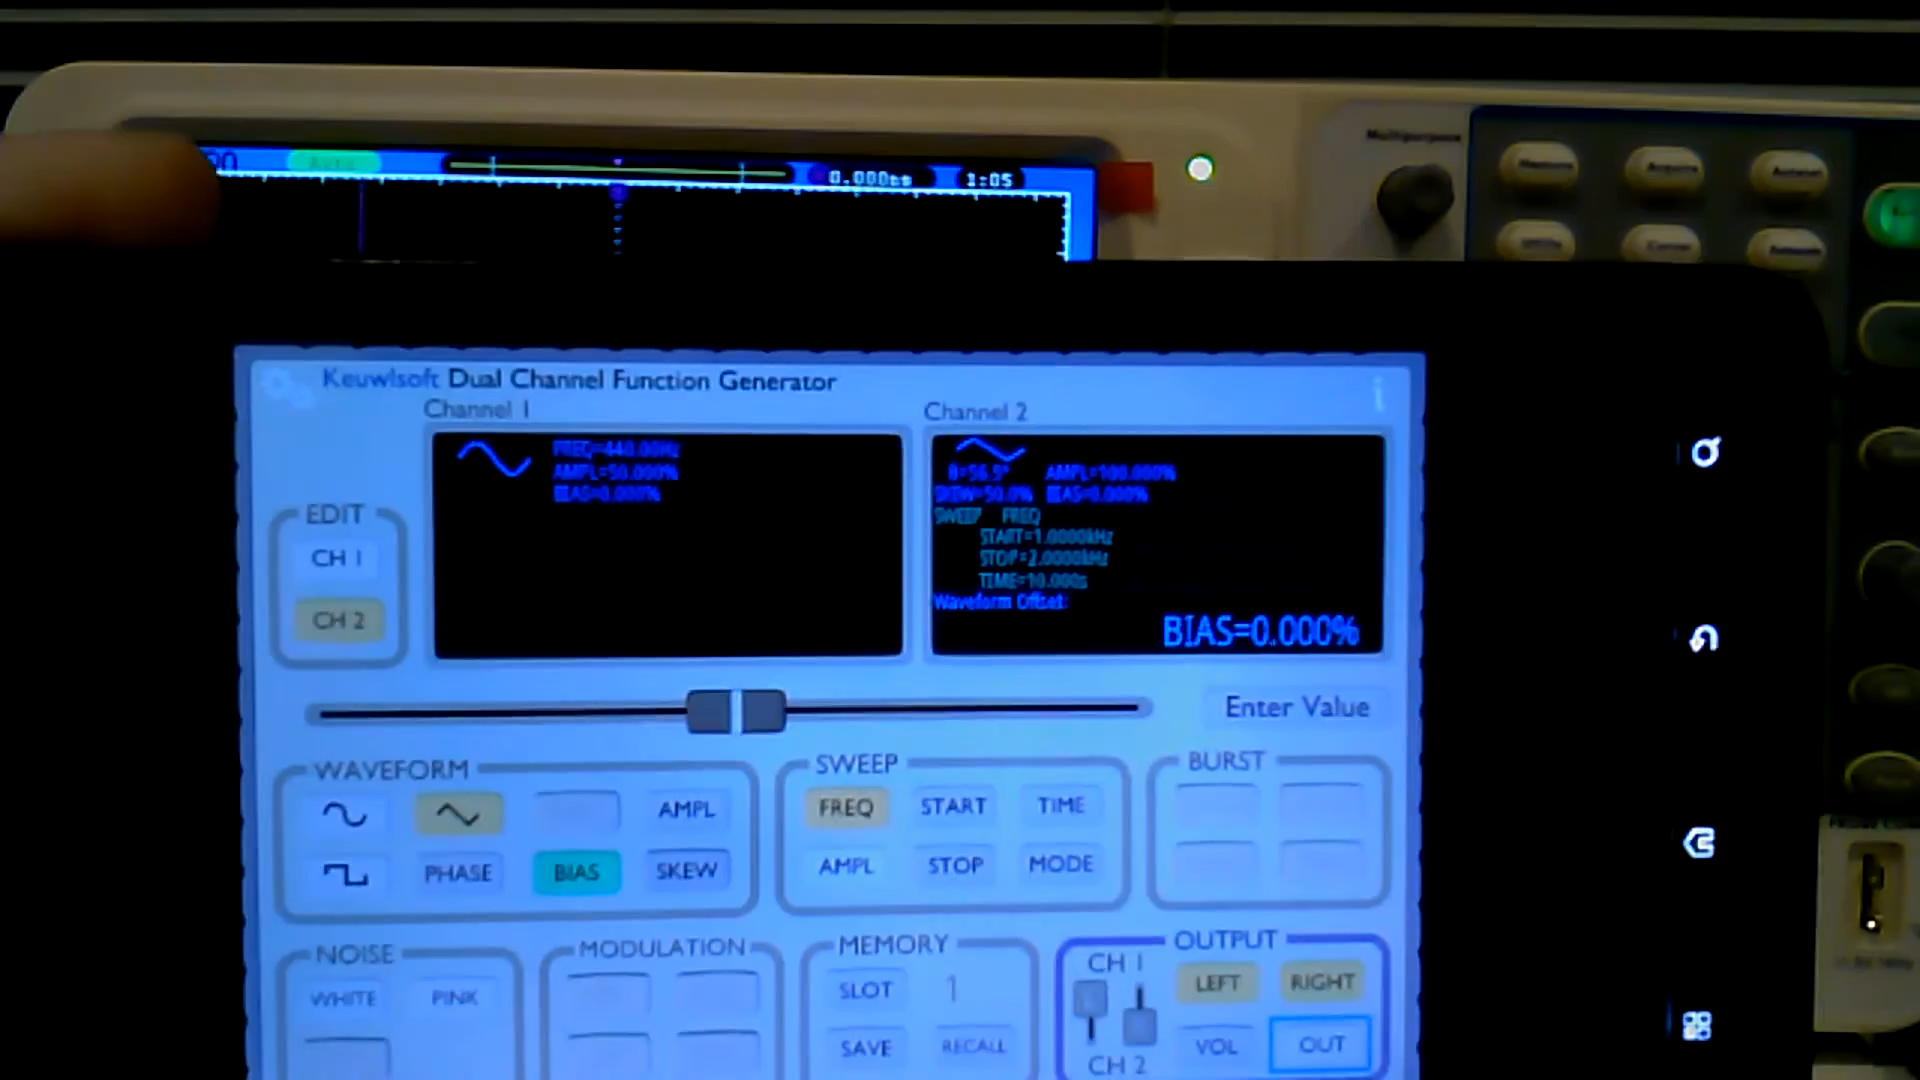 Multipurpose
0.000ns 1:05
Keuwlsoft Dual Channel Function Generator
i
Channel 1
Channel 2
FREQ=440.00Hz
AMPL=50.000%
BIAS=0.000%
θ=56.5° AMPL=100.000%
SKEW=50.0% BIAS=0.000%
SWEEP FREQ
START=1.0000kHz
STOP=2.0000kHz
TIME=10.000s
Waveform Offset:
BIAS=0.000%
EDIT
CH 1
CH 2
Enter Value
WAVEFORM
AMPL
PHASE
BIAS
SKEW
SWEEP
FREQ
START
TIME
AMPL
STOP
MODE
BURST
NOISE
WHITE
PINK
MODULATION
MEMORY
SLOT
1
SAVE
RECALL
OUTPUT
CH 1
LEFT
RIGHT
VOL
OUT
CH 2